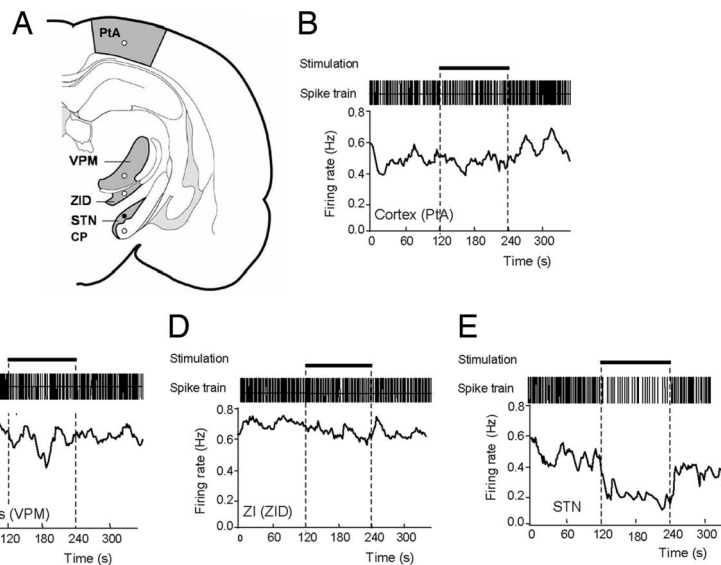 A
PtA
VPM
ZID
STN
CP
B
Stimulation
Spike train
Firing rate (Hz)
0.8
0.6
0.4
0.2
0.0
Cortex (PtA)
0 60 120 180 240 300
Time (s)
s (VPM)
120 180 240 300
Time (s)
D
Stimulation
Spike train
Firing rate (Hz)
0.8
0.6
0.4
0.2
0.0
ZI (ZID)
0 60 120 180 240 300
Time (s)
E
Stimulation
Spike train
Firing rate (Hz)
0.8
0.6
0.4
0.2
0.0
STN
0 60 120 180 240 300
Time (s)